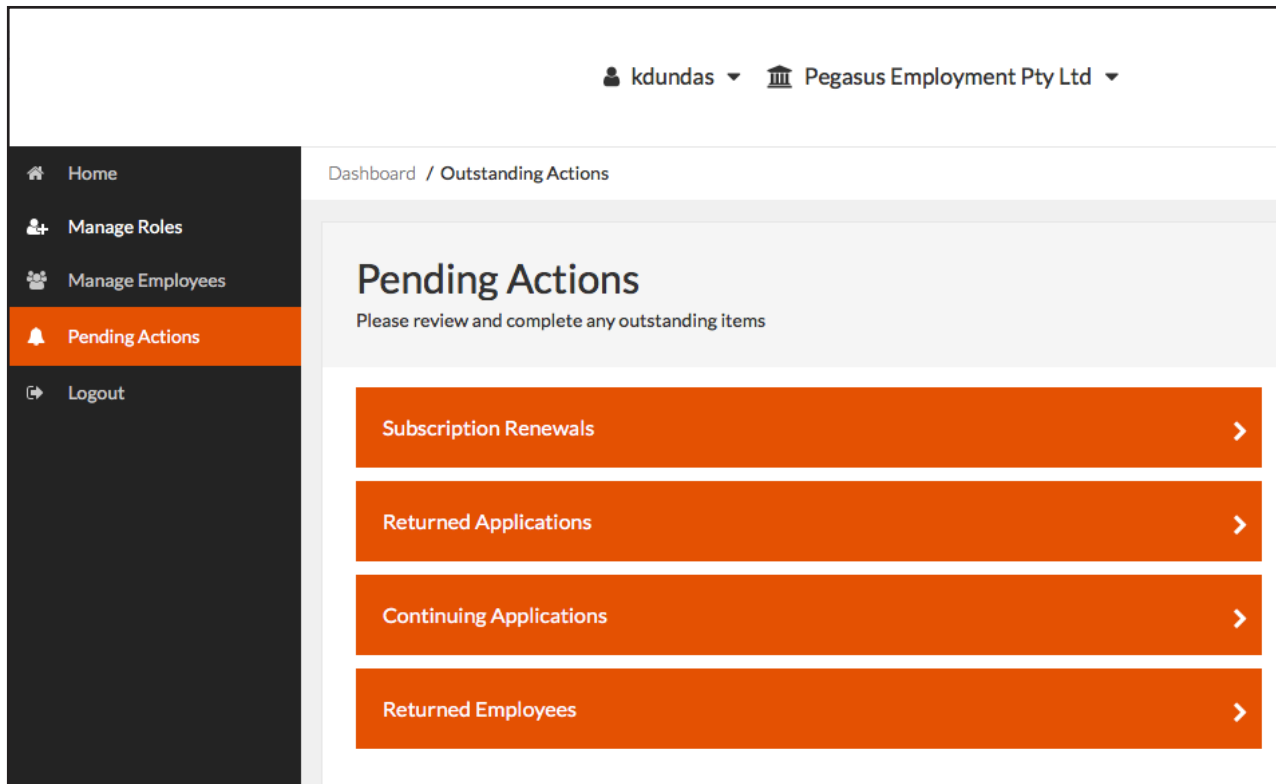 kdundas Pegasus Employment Pty Ltd
Home
Manage Roles
Manage Employees
Pending Actions
Logout
Dashboard / Outstanding Actions
Pending Actions
Please review and complete any outstanding items
Subscription Renewals
Returned Applications
Continuing Applications
Returned Employees